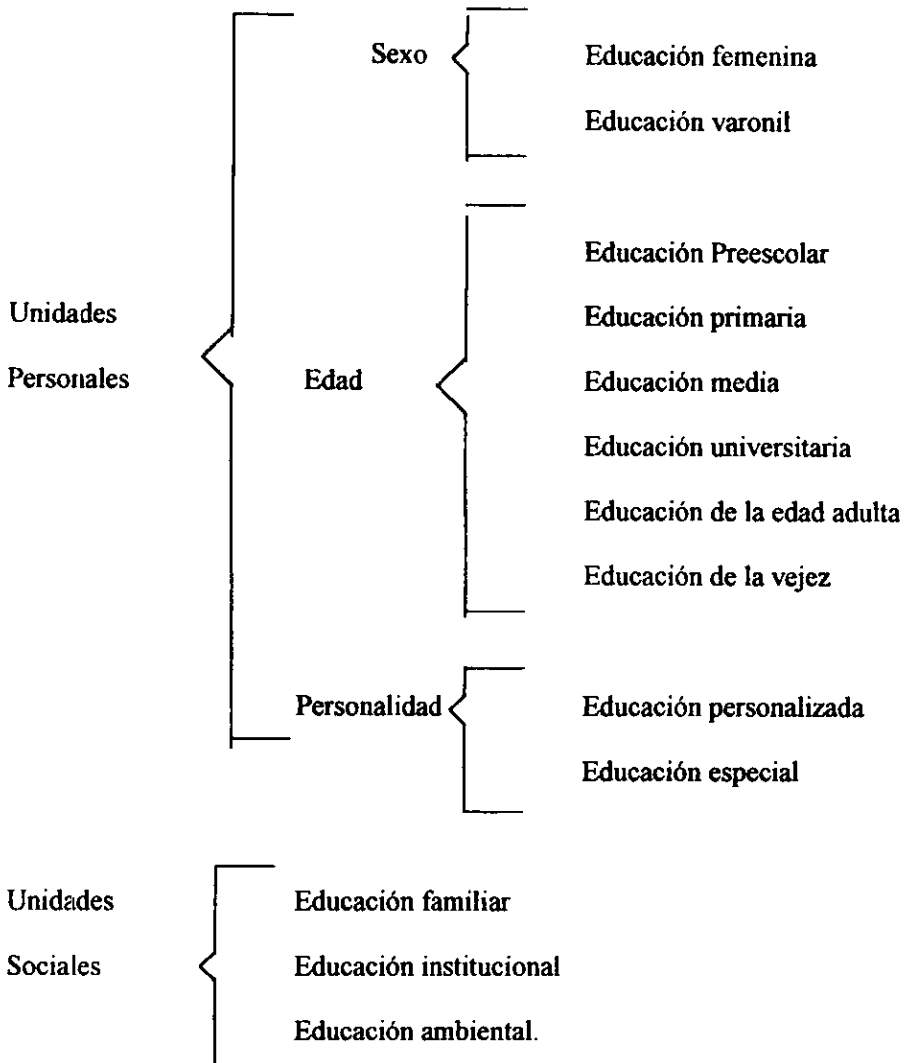 Sexo
Educación femenina
Educación varonil
Unidades
Personales
Edad
Educación Preescolar
Educación primaria
Educación media
Educación universitaria
Educación de la edad adulta
Educación de la vejez
Personalidad
Educación personalizada
Educación especial
Unidades
Sociales
Educación familiar
Educación institucional
Educación ambiental.